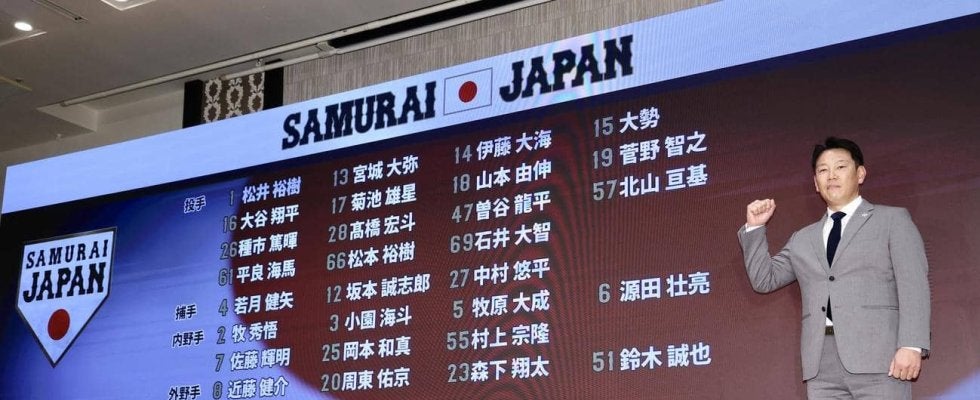 SAMURAI JAPAN
投手 1 松井 裕樹 13 宮城 大弥 14 伊藤 大海 15 大勢
16 大谷 翔平 17 菊池 雄星 18 山本 由伸 19 菅野 智之
26 種市 篤暉 28 髙橋 宏斗 47 曽谷 龍平 57 北山 亘基
61 平良 海馬 66 松本 裕樹 69 石井 大智
捕手 4 若月 健矢 12 坂本 誠志郎 27 中村 悠平
内野手 2 牧 秀悟 3 小園 海斗 5 牧原 大成 6 源田 壮亮
7 佐藤 輝明 25 岡本 和真 55 村上 宗隆
外野手 8 近藤 健介 20 周東 佑京 23 森下 翔太 51 鈴木 誠也
SAMURAI
JAPAN